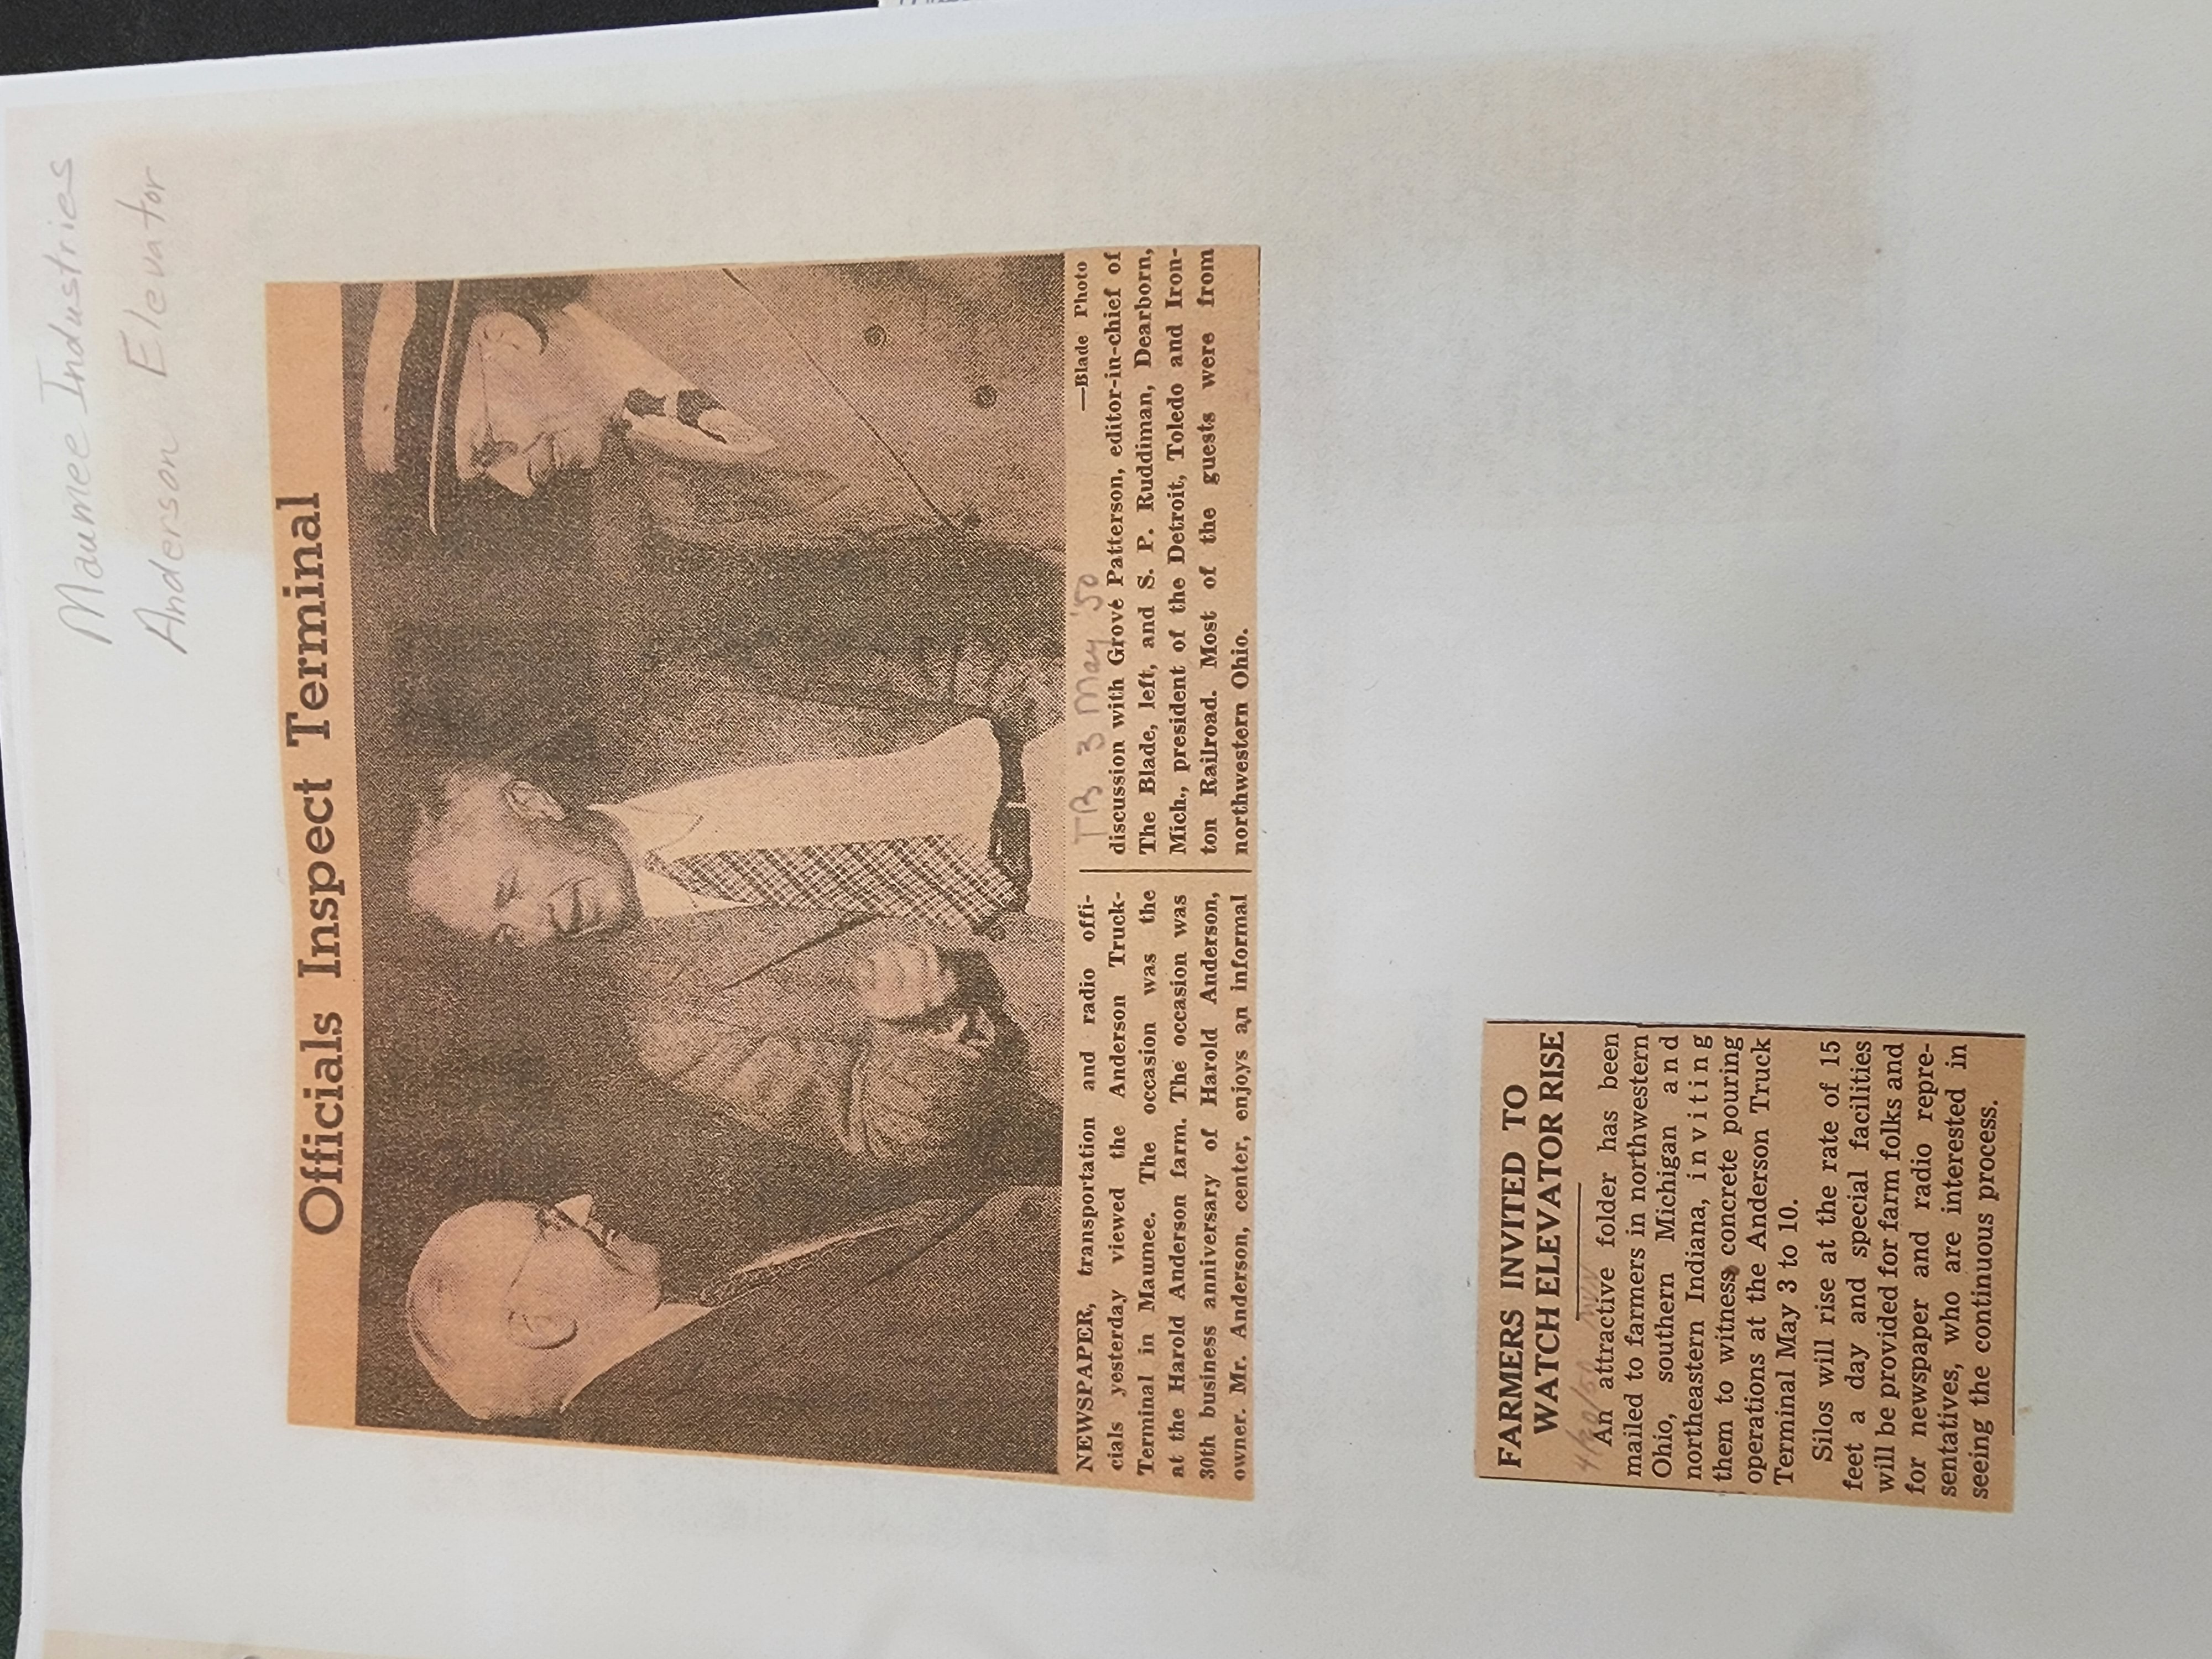 Maumee Industries
Anderson Elevator
Officials Inspect Terminal
—Blade Photo
TB 3 May '50
NEWSPAPER, transportation and radio offi-
cials yesterday viewed the Anderson Truck-
Terminal in Maumee. The occasion was the
at the Harold Anderson farm. The occasion was
30th business anniversary of Harold Anderson,
owner. Mr. Anderson, center, enjoys an informal
discussion with Grove Patterson, editor-in-chief of
The Blade, left, and S. P. Ruddiman, Dearborn,
Mich., president of the Detroit, Toledo and Iron-
ton Railroad. Most of the guests were from
northwestern Ohio.
FARMERS INVITED TO
WATCH ELEVATOR RISE
An attractive folder has been
mailed to farmers in northwestern
Ohio, southern Michigan and
northeastern Indiana, inviting
them to witness concrete pouring
operations at the Anderson Truck
Terminal May 3 to 10.
Silos will rise at the rate of 15
feet a day and special facilities
will be provided for farm folks and
for newspaper and radio repre-
sentatives, who are interested in
seeing the continuous process.